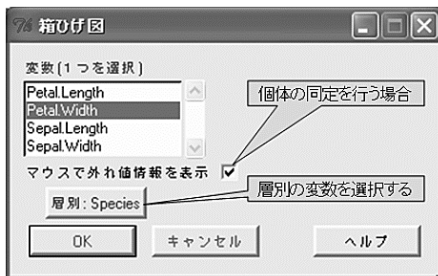 箱ひげ図
変数(1つを選択)
Petal.Length
Petal.Width
Sepal.Length
Sepal.Width
個体の同定を行う場合
マウスで外れ値情報を表示
層別の変数を選択する
層別: Species
OK
キャンセル
ヘルプ